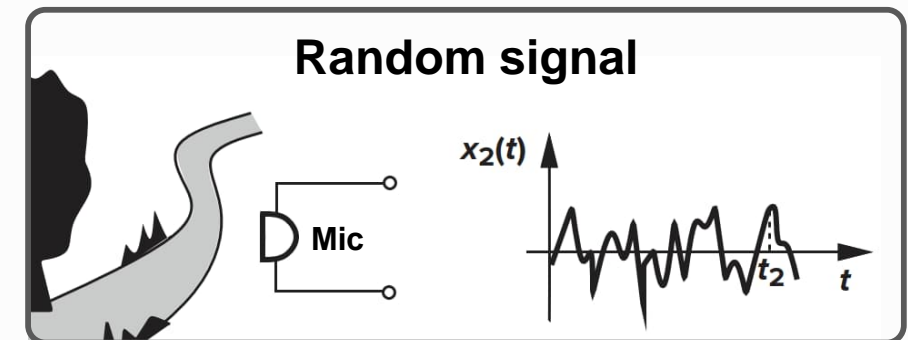 Random signal
x₂(t)
Mic
t₂
t